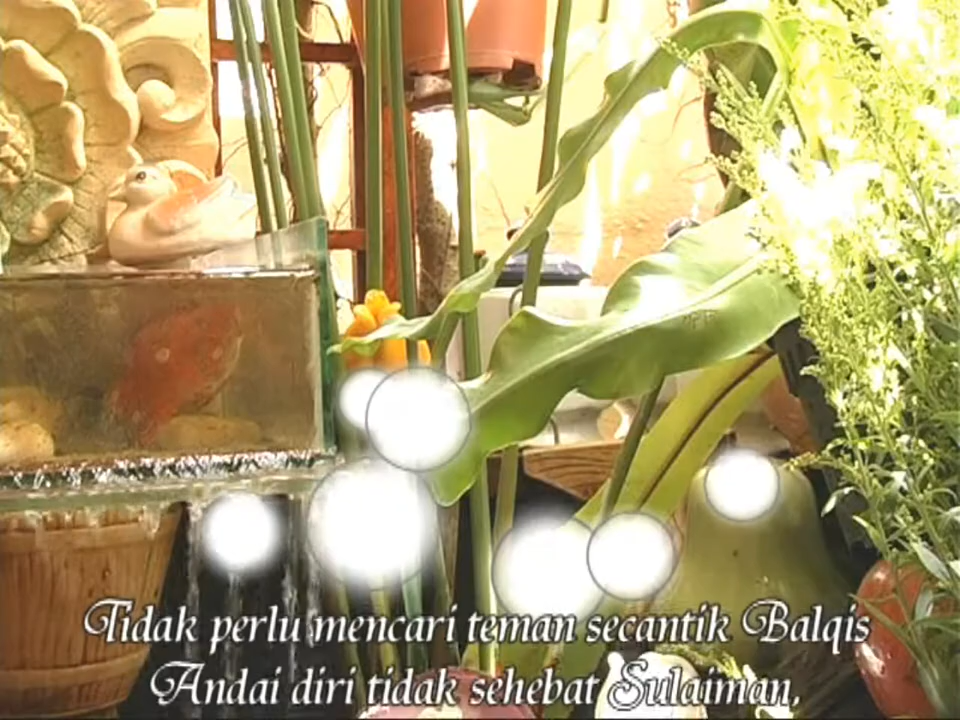 Tidak perlu mencari teman secantik Balqis
Andai diri tidak sehebat Sulaiman,